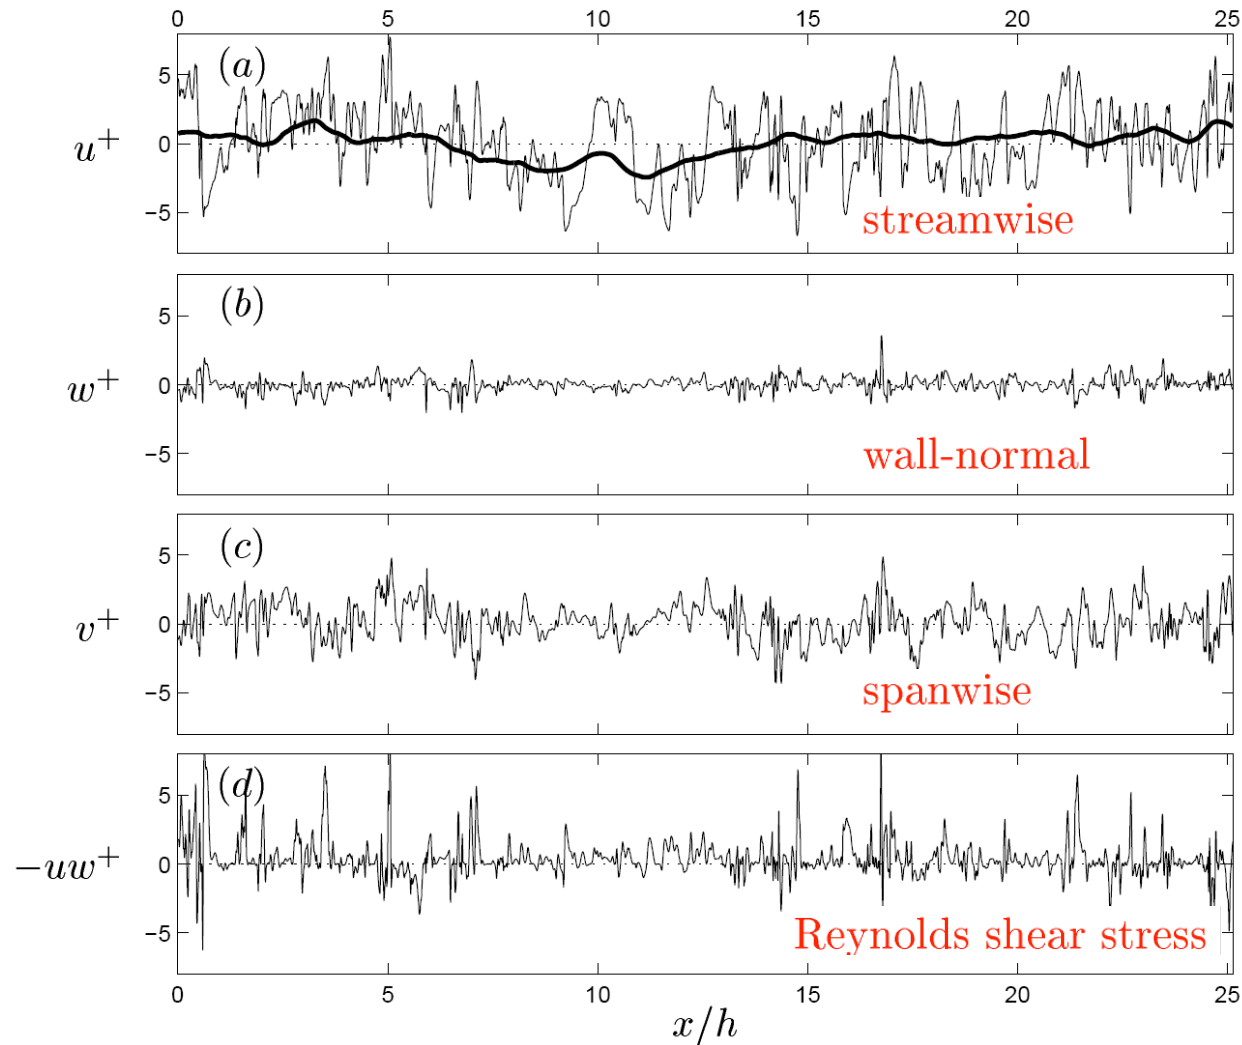 0 5 10 15 20 25
(a)
5
0
−5
u+
streamwise
(b)
5
0
−5
w+
wall-normal
(c)
5
0
−5
v+
spanwise
(d)
5
0
−5
−uw+
Reynolds shear stress
0 5 10 15 20 25
x/h